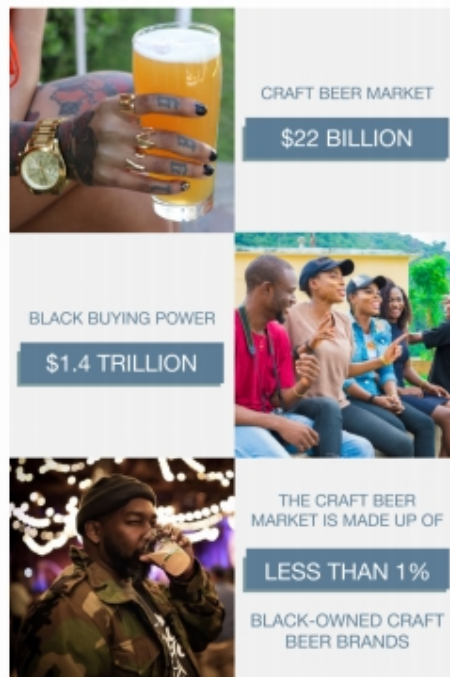 CRAFT BEER MARKET
$22 BILLION
BLACK BUYING POWER
$1.4 TRILLION
THE CRAFT BEER
MARKET IS MADE UP OF
LESS THAN 1%
BLACK-OWNED CRAFT
BEER BRANDS